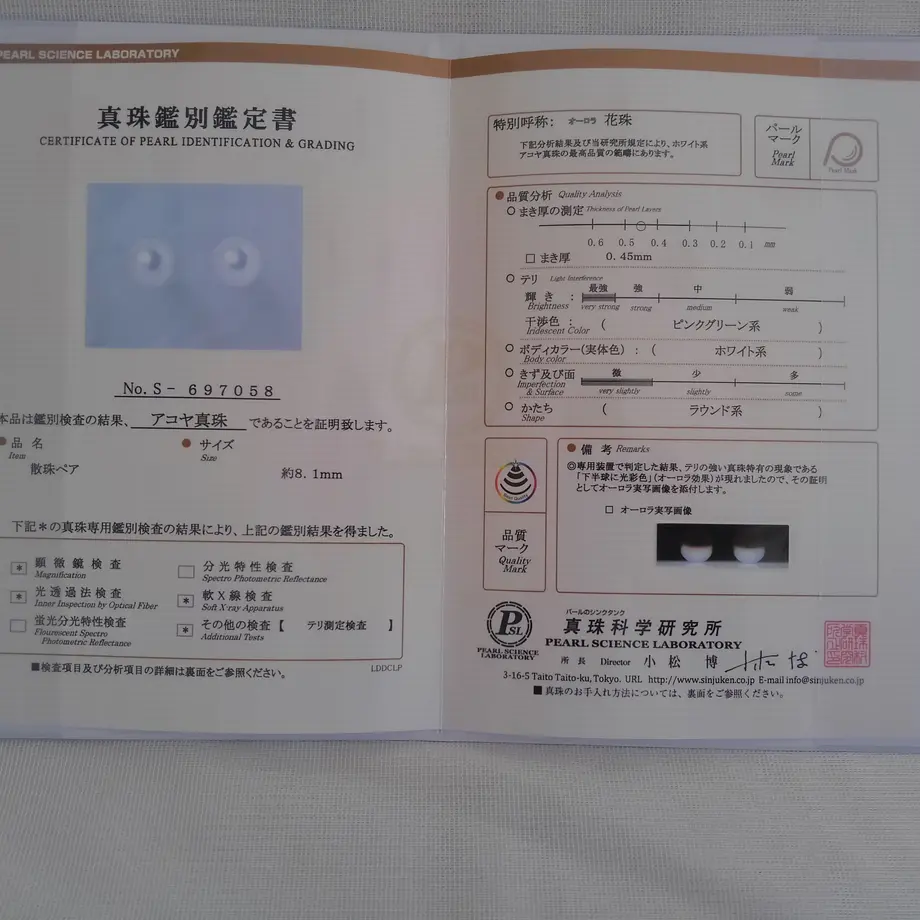 PEARL SCIENCE LABORATORY
真珠鑑別鑑定書
CERTIFICATE OF PEARL IDENTIFICATION & GRADING
No. S - 697058
本品は鑑別検査の結果、 アコヤ真珠 であることを証明致します。
品 名
Item
散珠ペア
サイズ
Size
約8. 1mm
下記*の真珠専用鑑別検査の結果により、上記の鑑別結果を得ました。
* 顕微鏡検査
Magnification
* 光透過法検査
Inner Inspection by Optical Fiber
蛍光分光特性検査
Flourescent Spectro
Photometric Reflectance
分光特性検査
Spectro Photometric Reflectance
* 軟X線検査
Soft X-ray Apparatus
* その他の検査【 テリ測定検査 】
Additional Tests
■検査項目及び分析項目の詳細は裏面をご参照ください。
LDDCLP
特別呼称: オーロラ 花珠
下記分析結果及び当研究所規定により、ホワイト系
アコヤ真珠の最高品質の範疇にあります。
パール
マーク
Pearl
Mark
Pearl Mark
品質分析 Quality Analysis
まき厚の測定 Thickness of Pearl Layers
0.6 0.5 0.4 0.3 0.2 0.1 mm
□ まき厚 0.45mm
テリ Light Interference
輝き : 最強 強 中 弱
Brightness very strong strong medium weak
干渉色 : ( ピンクグリーン系 )
Iridescent Color
ボディカラー(実体色) : ( ホワイト系 )
Body color
きず及び面 微 少 多
Imperfection & Surface very slightly slightly some
かたち ( ラウンド系 )
Shape
品質
マーク
Quality
Mark
備 考 Remarks
◎専用装置で判定した結果、テリの強い真珠特有の現象である
「下半球に光彩色」(オーロラ効果)が現れましたので、その証明
としてオーロラ実写画像を添付します。
□ オーロラ実写画像
PSL
PEARL SCIENCE
LABORATORY
パールのシンクタンク
真珠科学研究所
PEARL SCIENCE LABORATORY
所 長 Director 小 松 博
3-16-5 Taito Taito-ku, Tokyo. URL http://www.sinjuken.co.jp E-mail info@sinjuken.co.jp
■ 真珠のお手入れ方法については、裏面をご参照ください。